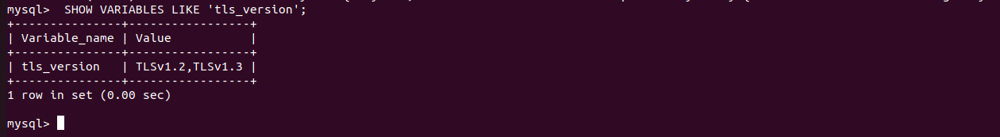 mysql>  SHOW VARIABLES LIKE 'tls_version';
+---------------+-----------------+
| Variable_name | Value           |
+---------------+-----------------+
| tls_version   | TLSv1.2,TLSv1.3 |
+---------------+-----------------+
1 row in set (0.00 sec)
mysql>